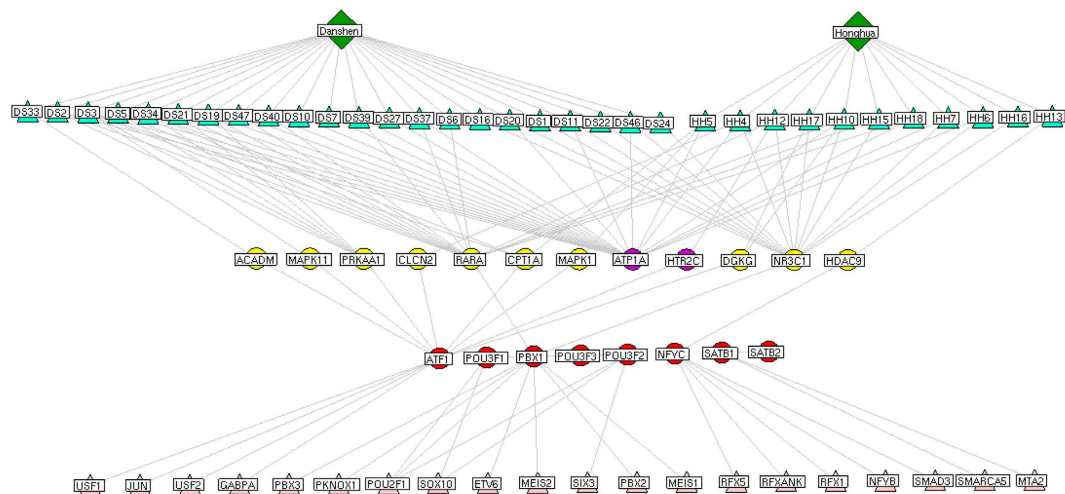 Danshen
Honghua
DS33 DS2 DS3 DS5 DS34 DS21 DS19 DS47 DS40 DS10 DS7 DS39 DS27 DS37 DS6 DS16 DS20 DS1 DS11 DS22 DS46 DS24 HH5 HH4 HH12 HH17 HH10 HH15 HH18 HH7 HH6 HH16 HH13
ACADM MAPK11 PRKAA1 CLCN2 RARA CPT1A MAPK1 ATP1A HTR2C DGKG NR3C1 HDAC9
ATF1 POU3F1 PBX1 POU3F3 POU3F2 NFYC SATB1 SATB2
USF1 JUN USF2 GABPA PBX3 PKNOX1 POU2F1 SOX10 ETV6 MEIS2 SIX3 PBX2 MEIS1 RFX5 RFXANK RFX1 NFYB SMAD3 SMARCA5 MTA2